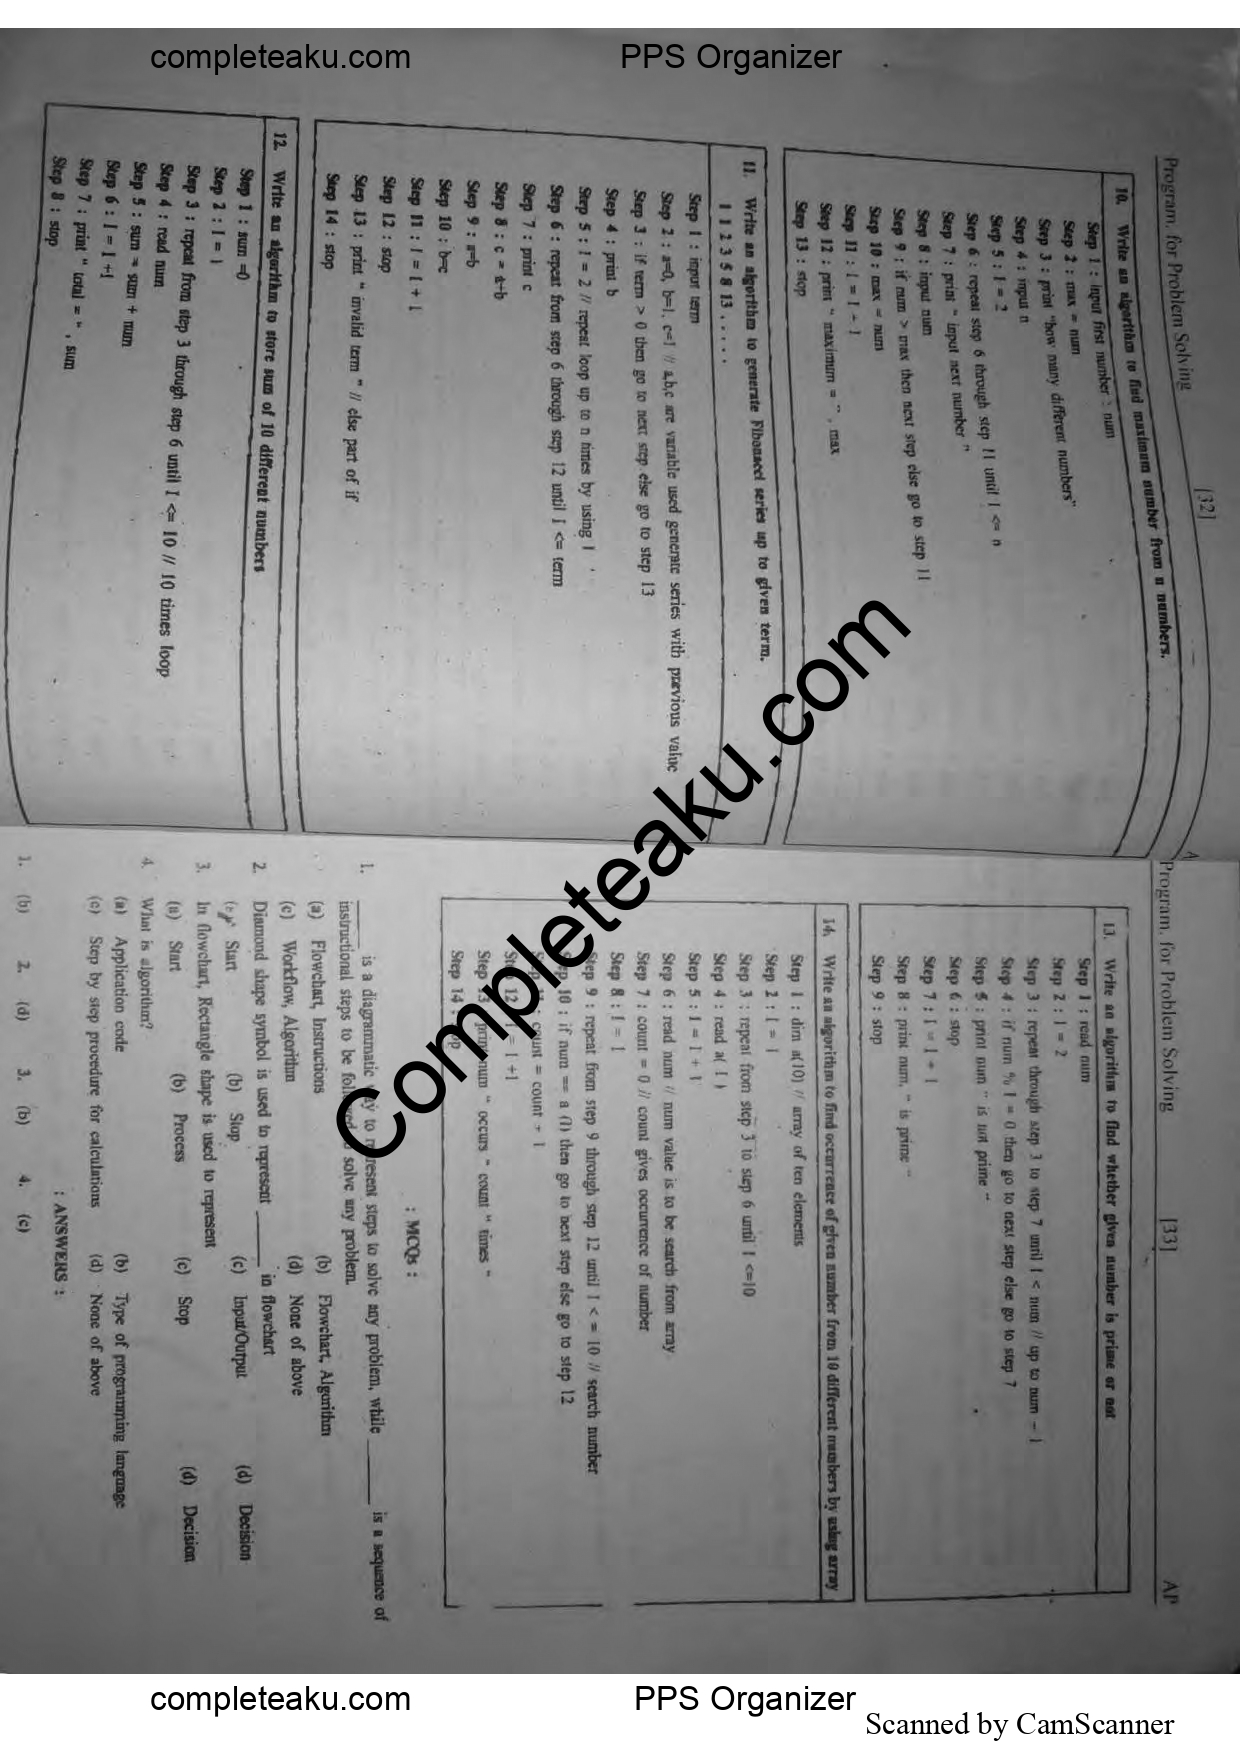 completeaku.com PPS Organizer
Program. for Problem Solving [32]
10. Write an algorithm to find maximum number from n numbers.
Step 1 : input first number : num
Step 2 : max = num
Step 3 : print "how many different numbers"
Step 4 : input n
Step 5 : I = 2
Step 6 : repeat step 6 through step 11 until I <= n
Step 7 : print " input next number "
Step 8 : input num
Step 9 : if num > max then next step else go to step 11
Step 10 : max = num
Step 11 : I = I + 1
Step 12 : print " maximum = " , max
Step 13 : stop
11. Write an algorithm to generate Fibonacci series up to given term.
1 1 2 3 5 8 13 . . . . .
Step 1 : input term
Step 2 : a=0, b=1, c=1 // a,b,c are variable used generate series with previous value
Step 3 : if term > 0 then go to next step else go to step 13
Step 4 : print b
Step 5 : I = 2 // repeat loop up to n times by using I
Step 6 : repeat from step 6 through step 12 until I <= term
Step 7 : print c
Step 8 : c = a+b
Step 9 : a=b
Step 10 : b=c
Step 11 : I = I + 1
Step 12 : stop
Step 13 : print " invalid term " // else part of if
Step 14 : stop
12. Write an algorithm to store sum of 10 different numbers
Step 1 : sum =0
Step 2 : I = 1
Step 3 : repeat from step 3 through step 6 until I <= 10 // 10 times loop
Step 4 : read num
Step 5 : sum = sum + num
Step 6 : I = I +1
Step 7 : print " total = " , sum
Step 8 : stop
Program. for Problem Solving [33] AP
13. Write an algorithm to find whether given number is prime or not
Step 1 : read num
Step 2 : I = 2
Step 3 : repeat through step 3 to step 7 until I < num // up to num - 1
Step 4 : if num % I = 0 then go to next step else go to step 7
Step 5 : print num " is not prime "
Step 6 : stop
Step 7 : I = I + 1
Step 8 : print num, " is prime "
Step 9 : stop
14. Write an algorithm to find occurrence of given number from 10 different numbers by using array
Step 1 : dim a(10) // array of ten elements
Step 2 : I = 1
Step 3 : repeat from step 3 to step 6 until I <=10
Step 4 : read a( I )
Step 5 : I = I + 1
Step 6 : read num // num value is to be search from array
Step 7 : count = 0 // count gives occurrence of number
Step 8 : I = 1
Step 9 : repeat from step 9 through step 12 until I < = 10 // search number
Step 10 : if num == a (I) then go to next step else go to step 12
: count = count + 1
Step 12 : I = I +1
Step 13 : print num " occurs " count " times "
Step 14 :
: MCQs :
1. ______ is a diagrammatic way to represent steps to solve any problem, while ______ is a sequence of
instructional steps to be followed to solve any problem.
(a) Flowchart, Instructions (b) Flowchart, Algorithm
(c) Workflow, Algorithm (d) None of above
2. Diamond shape symbol is used to represent ______ in flowchart
Start (b) Stop (c) Input/Output (d) Decision
3. In flowchart, Rectangle shape is used to represent
(a) Start (b) Process (c) Stop (d) Decision
4. What is algorithm?
(a) Application code (b) Type of programming language
(c) Step by step procedure for calculations (d) None of above
: ANSWERS :
1. (b) 2. (d) 3. (b) 4. (c)
Completeaku.com
completeaku.com PPS Organizer
Scanned by CamScanner